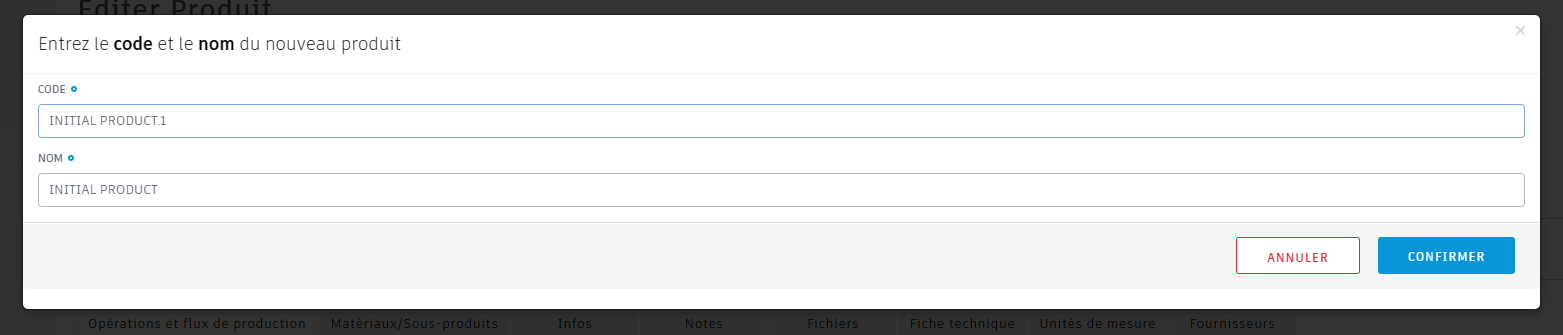 Editer Produit
×
Entrez le code et le nom du nouveau produit
CODE
INITIAL PRODUCT.1
NOM
INITIAL PRODUCT
ANNULER
CONFIRMER
Opérations et flux de production
Matériaux/Sous-produits
Infos
Notes
Fichiers
Fiche technique
Unités de mesure
Fournisseurs